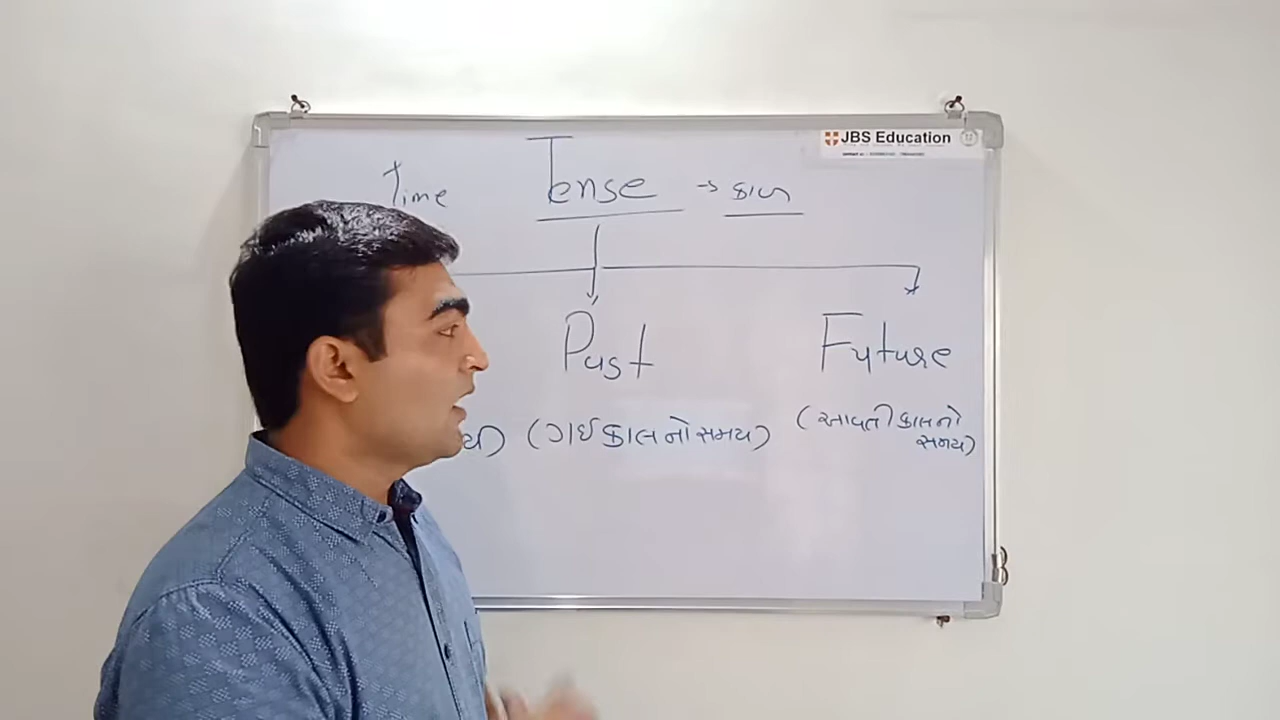 JBS Education
Time Tense → કાળ
Past Future
(ગઈકાલનો સમય) (આવતીકાલનો
સમય)